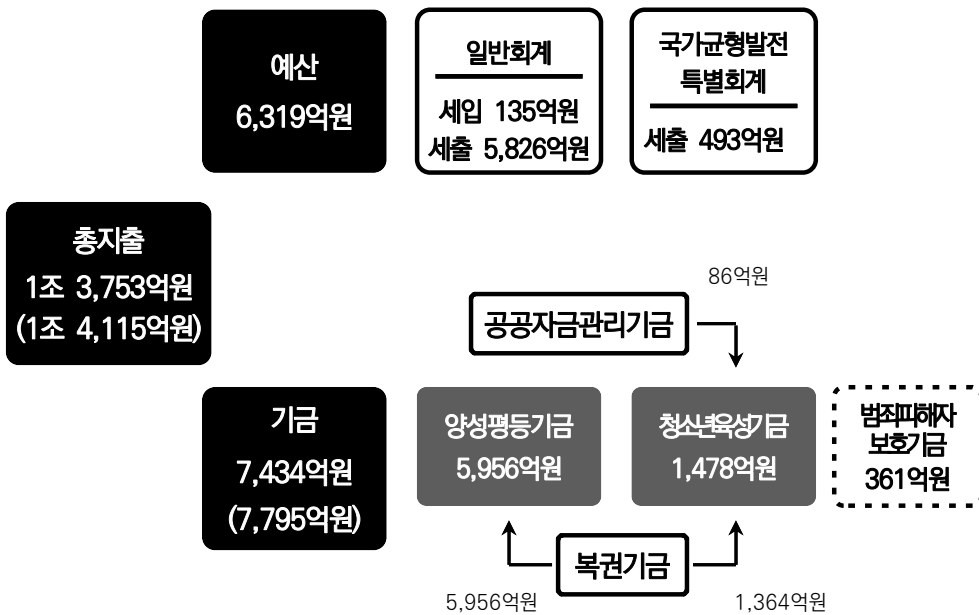 예산
6,319억원
일반회계
세입 135억원
세출 5,826억원
국가균형발전
특별회계
세출 493억원
총지출
1조 3,753억원
(1조 4,115억원)
86억원
공공자금관리기금
기금
7,434억원
(7,795억원)
양성평등기금
5,956억원
청소년육성기금
1,478억원
범죄피해자
보호기금
361억원
복권기금
5,956억원
1,364억원